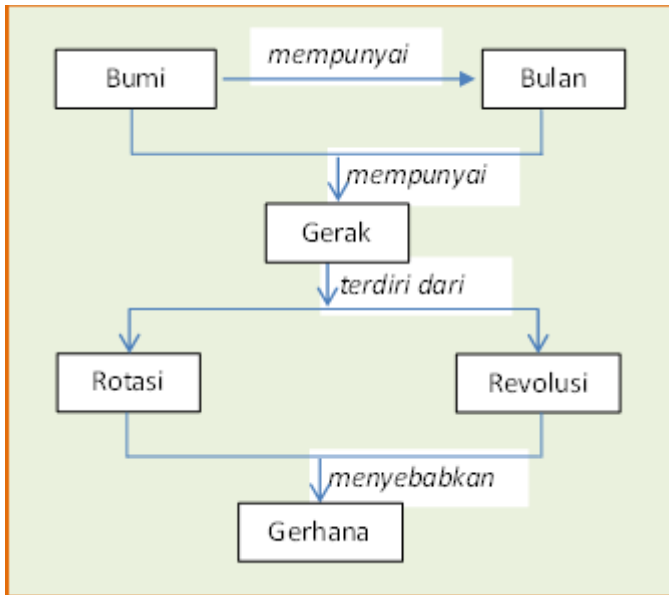 mempunyai
Bumi
Bulan
mempunyai
Gerak
terdiri dari
Rotasi
Revolusi
menyebabkan
Gerhana